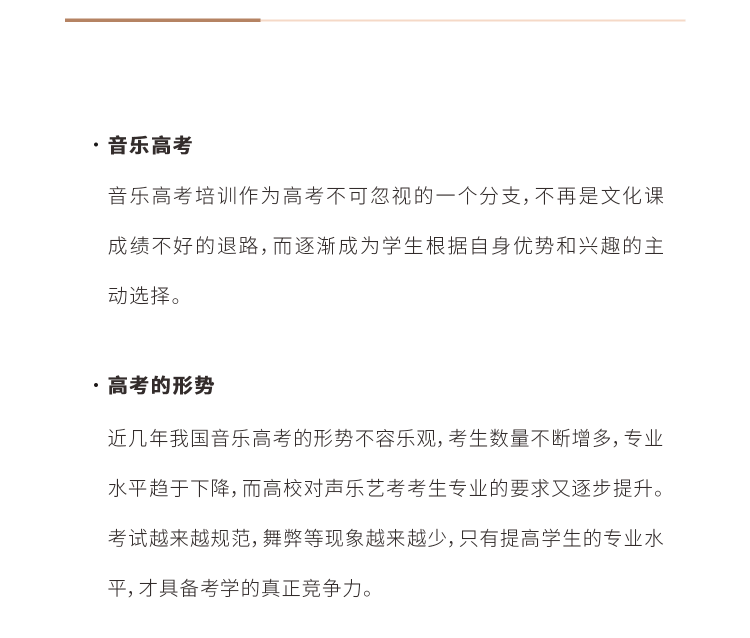 · 音乐高考
音乐高考培训作为高考不可忽视的一个分支，不再是文化课
成绩不好的退路，而逐渐成为学生根据自身优势和兴趣的主
动选择。
· 高考的形势
近几年我国音乐高考的形势不容乐观，考生数量不断增多，专业
水平趋于下降，而高校对声乐艺考考生专业的要求又逐步提升。
考试越来越规范，舞弊等现象越来越少，只有提高学生的专业水
平，才具备考学的真正竞争力。